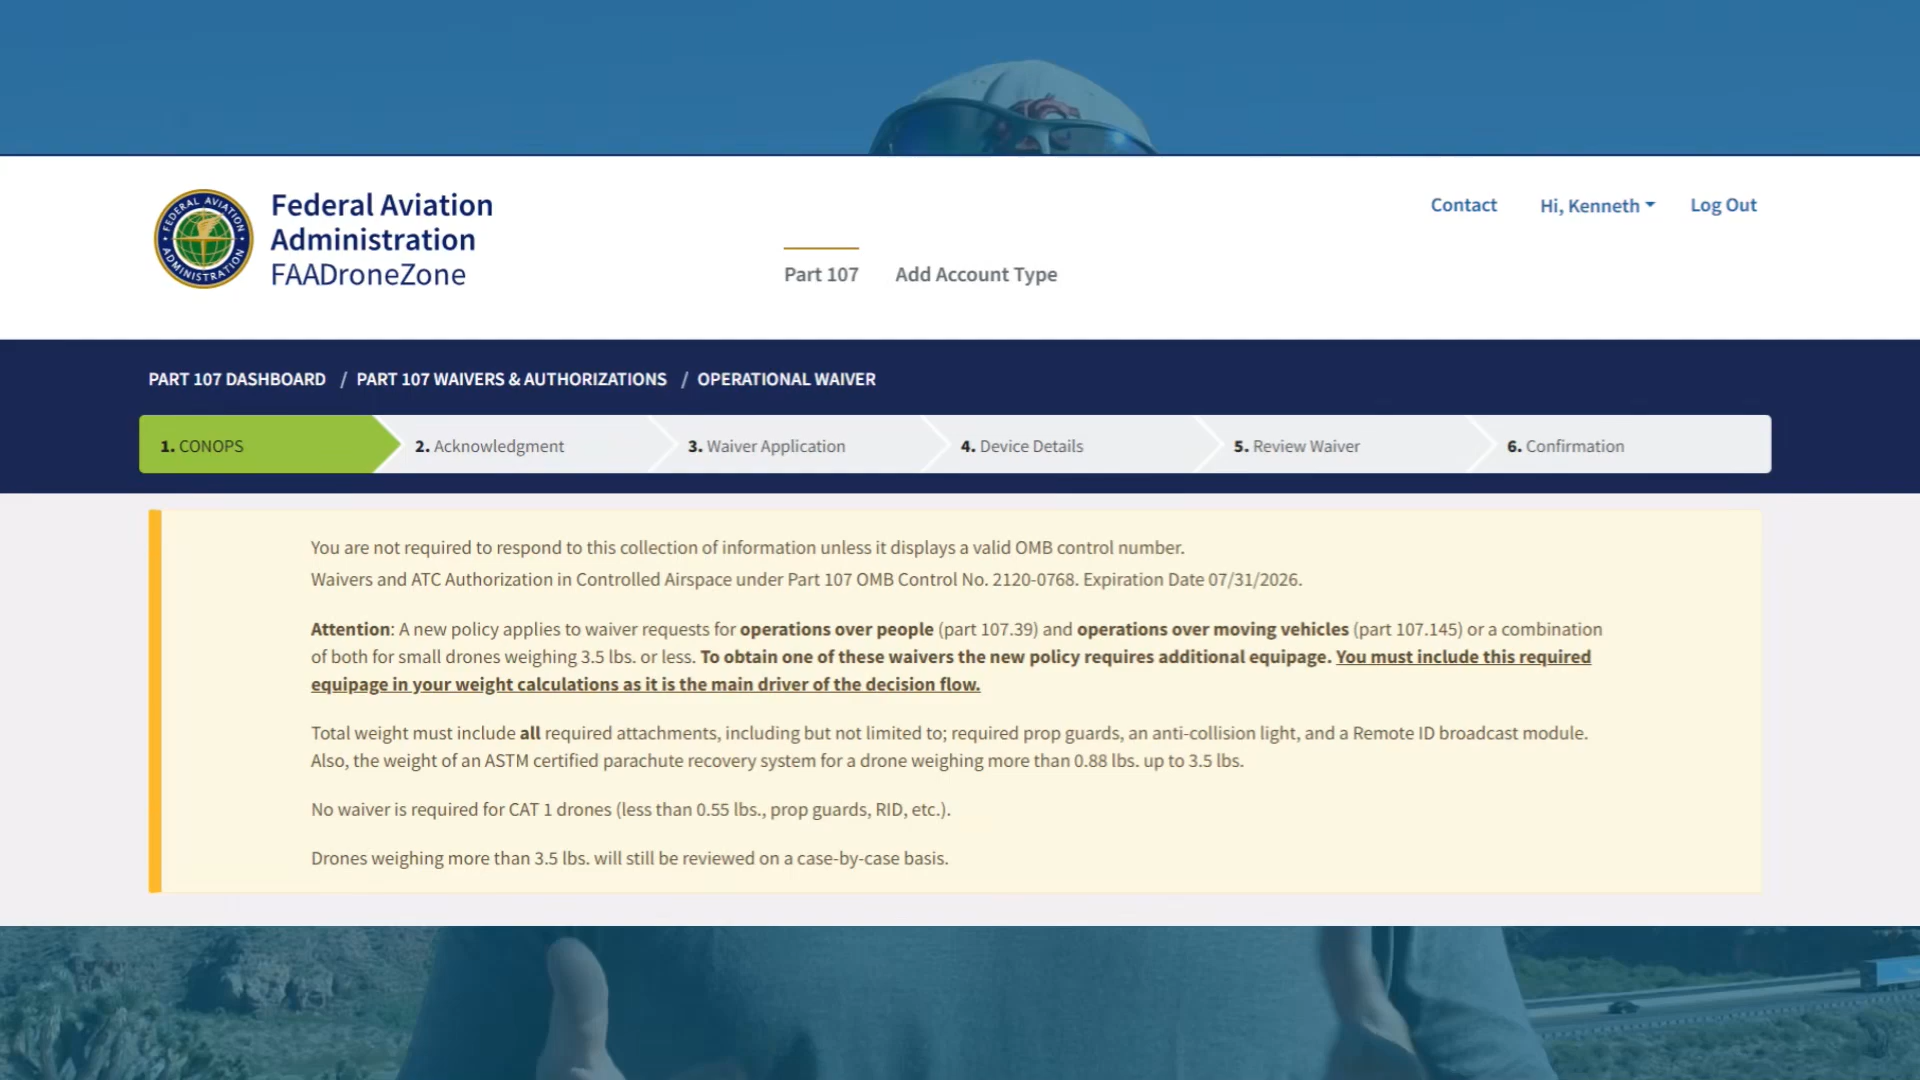 FEDERAL AVIATION
ADMINISTRATION
Federal Aviation
Administration
FAADroneZone
Part 107
Add Account Type
Contact
Hi, Kenneth
Log Out
PART 107 DASHBOARD / PART 107 WAIVERS & AUTHORIZATIONS / OPERATIONAL WAIVER
1. CONOPS
2. Acknowledgment
3. Waiver Application
4. Device Details
5. Review Waiver
6. Confirmation
You are not required to respond to this collection of information unless it displays a valid OMB control number.
Waivers and ATC Authorization in Controlled Airspace under Part 107 OMB Control No. 2120-0768. Expiration Date 07/31/2026.
Attention: A new policy applies to waiver requests for operations over people (part 107.39) and operations over moving vehicles (part 107.145) or a combination
of both for small drones weighing 3.5 lbs. or less. To obtain one of these waivers the new policy requires additional equipage. You must include this required
equipage in your weight calculations as it is the main driver of the decision flow.
Total weight must include all required attachments, including but not limited to; required prop guards, an anti-collision light, and a Remote ID broadcast module.
Also, the weight of an ASTM certified parachute recovery system for a drone weighing more than 0.88 lbs. up to 3.5 lbs.
No waiver is required for CAT 1 drones (less than 0.55 lbs., prop guards, RID, etc.).
Drones weighing more than 3.5 lbs. will still be reviewed on a case-by-case basis.